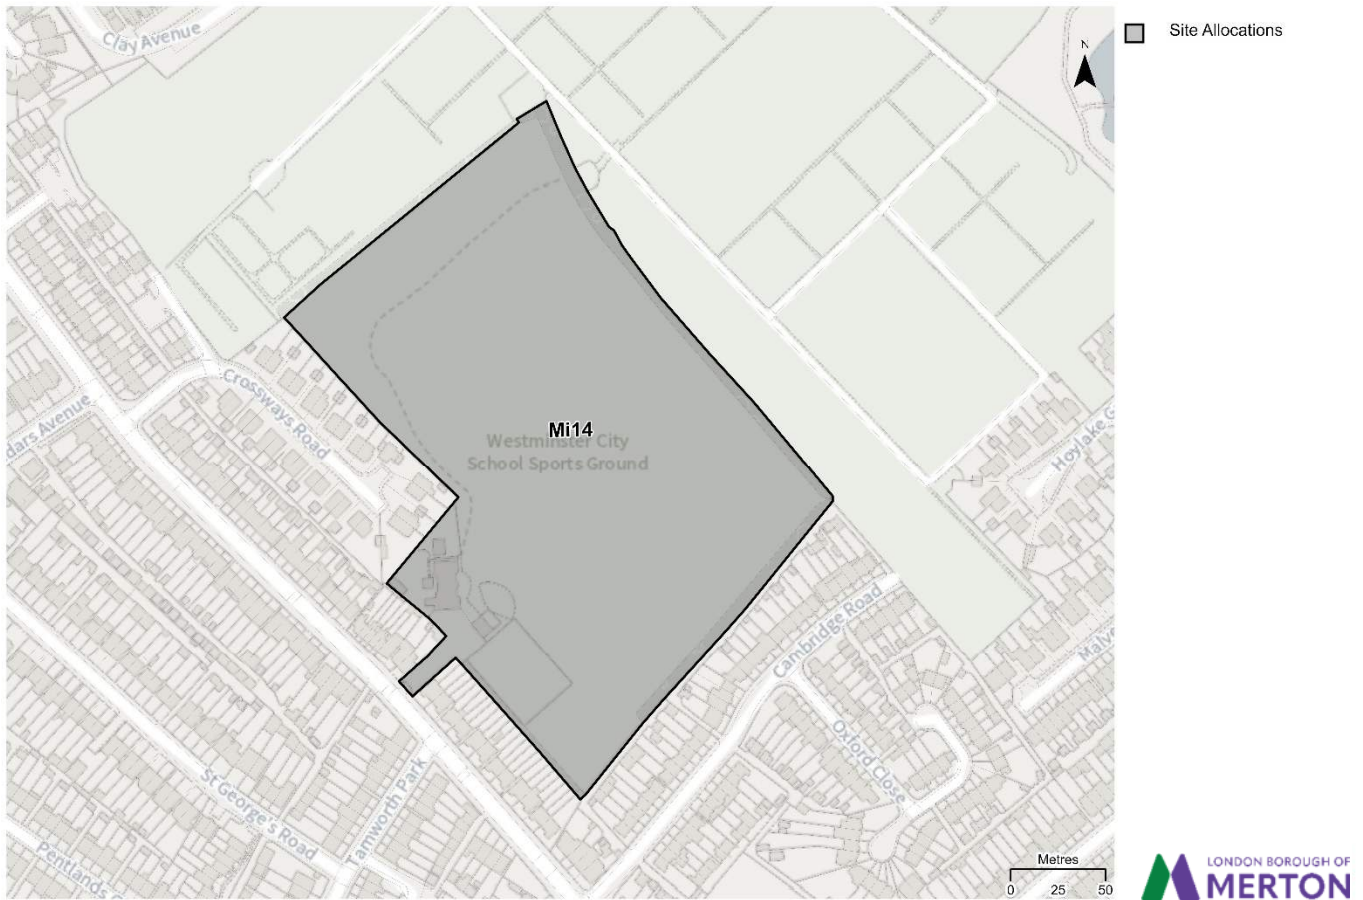 Clay Avenue
N
Site Allocations
Crossways Road
dars Avenue
Mi14
Westminster City
School Sports Ground
Hoylake G
Cambridge Road
Malve
Oxford Close
St George's Road
Tamworth Park
Pentlands C
Metres
0 25 50
LONDON BOROUGH OF
MERTON